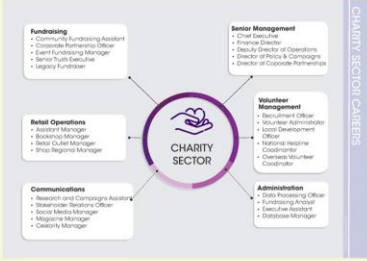 Fundraising
• Community Fundraising Assistant
• Corporate Partnership Officer
• Event Fundraising Manager
• Senior Trusts Executive
• Legacy Fundraiser
Senior Management
• Chief Executive
• Finance Director
• Deputy Director of Operations
• Director of Policy & Campaigns
• Director of Coporate Partnerships
Retail Operations
• Assistant Manager
• Bookshop Manager
• Retail Outlet Manager
• Shop Regional Manager
CHARITY
SECTOR
Volunteer
Management
• Recruitment Officer
• Volunteer Administrator
• Local Development
Officer
• National Helpline
Coordinator
• Overseas Volunteer
Coordinator
Communications
• Research and Campaigns Assistant
• Stakeholder Relations Officer
• Social Media Manager
• Magazine Manager
• Celebrity Manager
Administration
• Data Processing Officer
• Fundraising Analyst
• Executive Assistant
• Database Manager
CHARITY SECTOR CAREERS